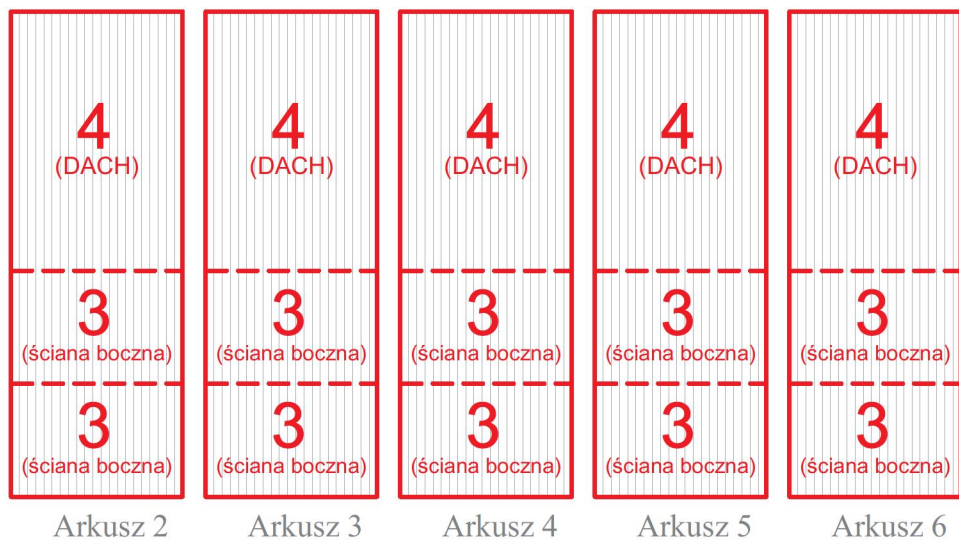 4 4 4 4 4
(DACH) (DACH) (DACH) (DACH) (DACH)
3 3 3 3 3
(ściana boczna) (ściana boczna) (ściana boczna) (ściana boczna) (ściana boczna)
3 3 3 3 3
(ściana boczna) (ściana boczna) (ściana boczna) (ściana boczna) (ściana boczna)
Arkusz 2 Arkusz 3 Arkusz 4 Arkusz 5 Arkusz 6